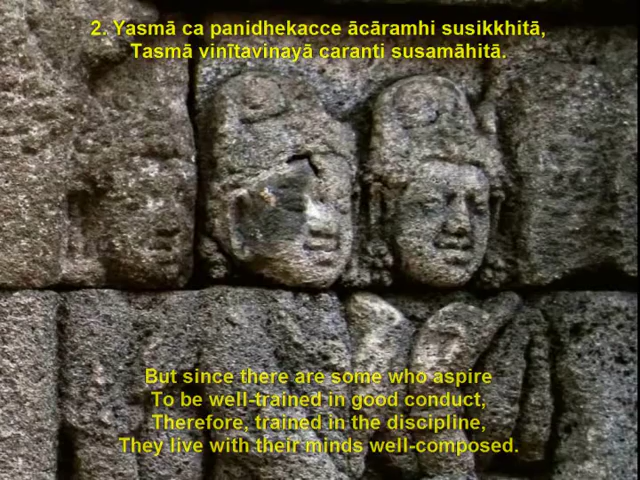 2. Yasmā ca panidhekacce ācāramhi susikkhitā,
Tasmā vinītavinayā caranti susamāhitā.
But since there are some who aspire
To be well-trained in good conduct,
Therefore, trained in the discipline,
They live with their minds well-composed.